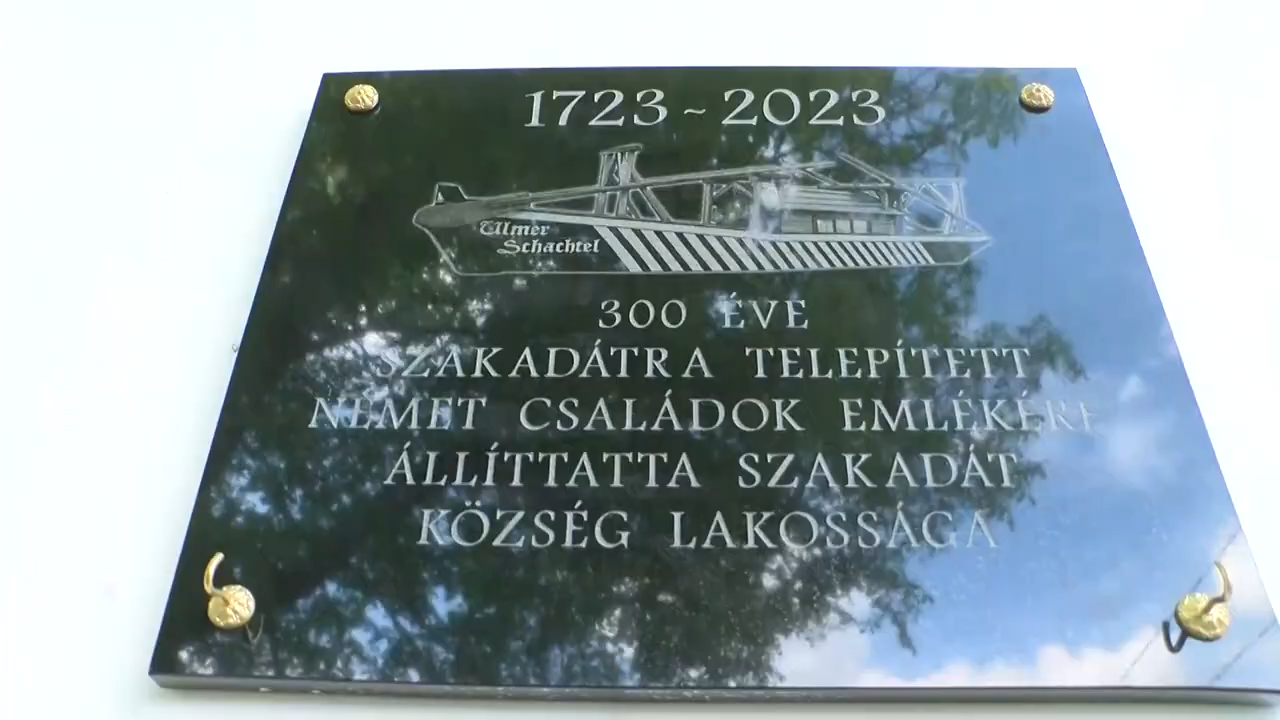 1723 ~ 2023
Ulmer
Schachtel
300 ÉVE
SZAKADÁTRA TELEPÍTETT
NÉMET CSALÁDOK EMLÉKÉRE
ÁLLÍTTATTA SZAKADÁT
KÖZSÉG LAKOSSÁGA